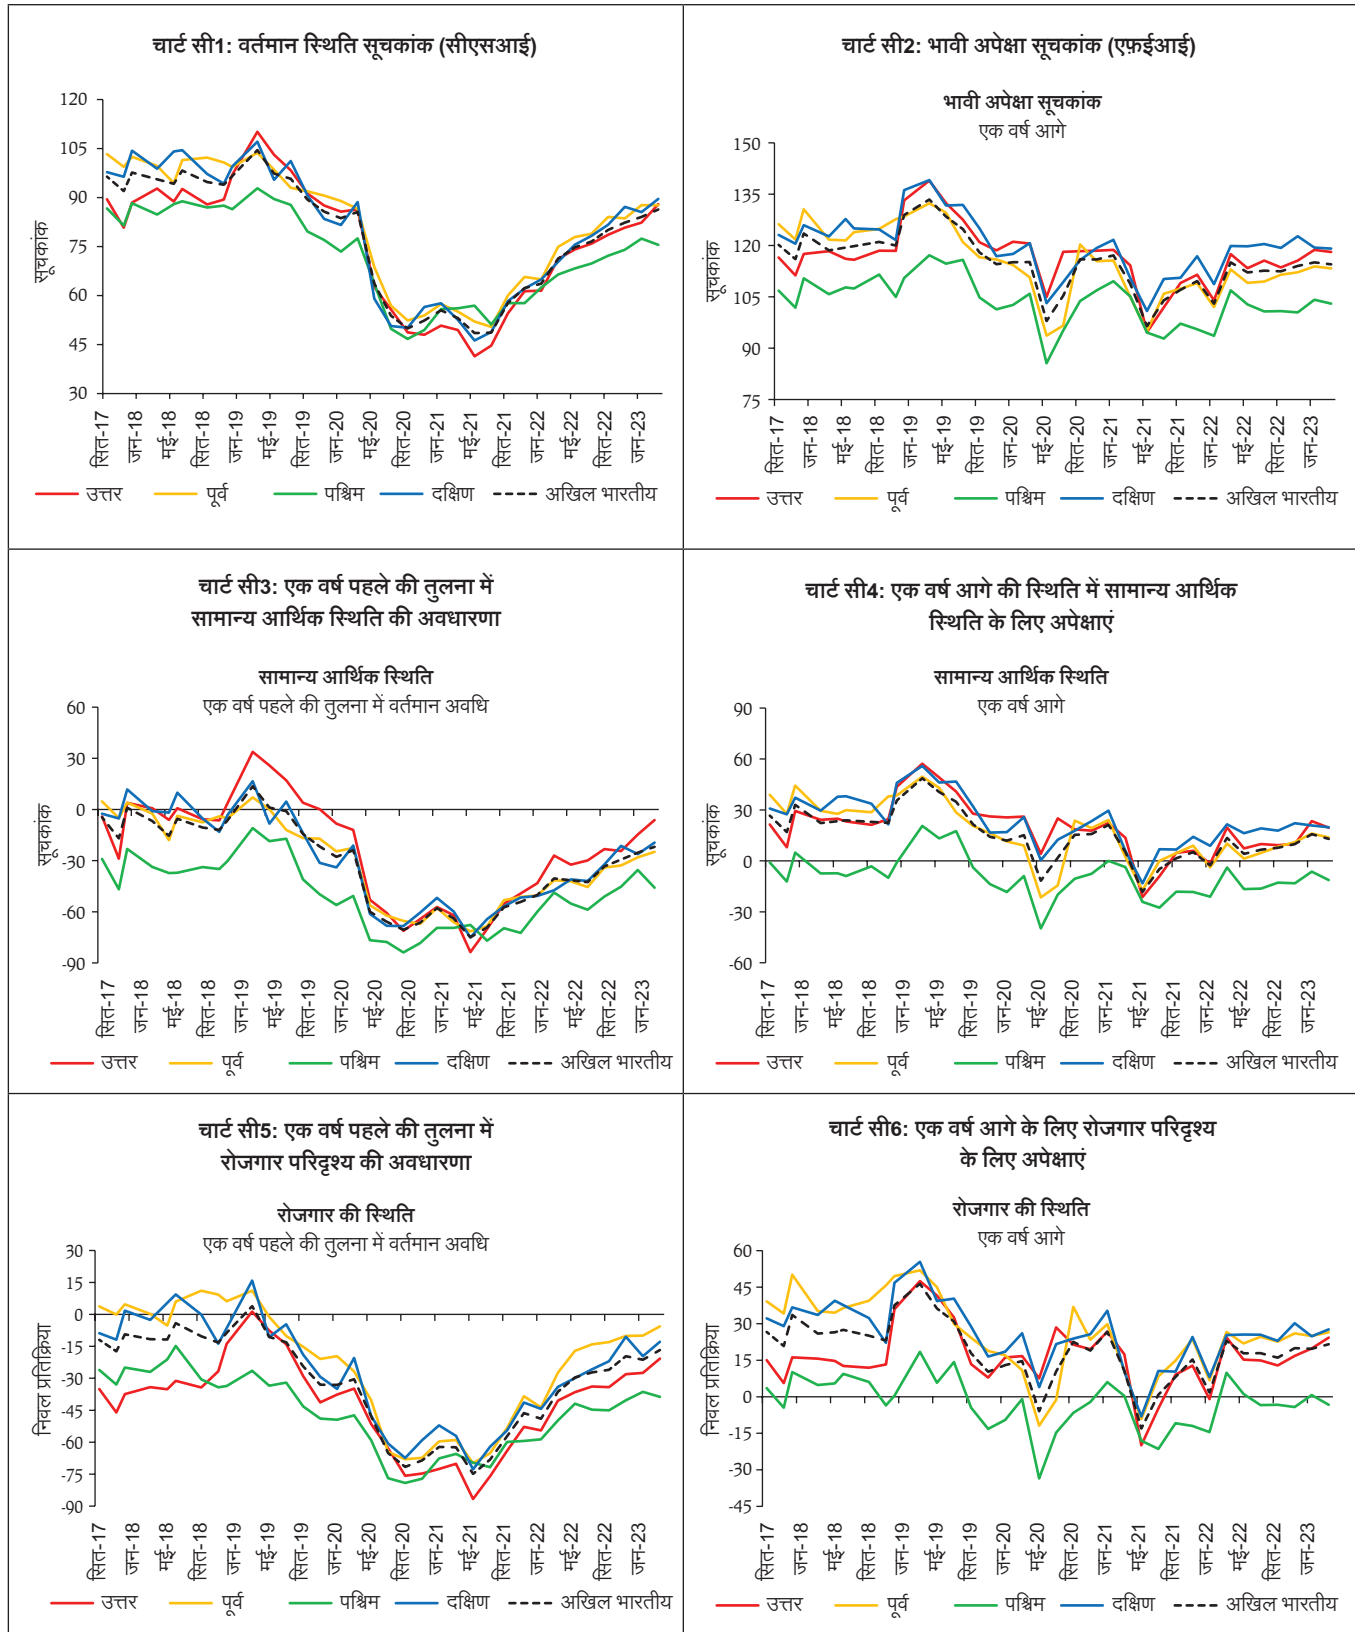 चार्ट सी1: वर्तमान स्थिति सूचकांक (सीएसआई)
120
105
90
75
60
45
30
सूचकांक
सित-17
जन-18
मई-18
सित-18
जन-19
मई-19
सित-19
जन-20
मई-20
सित-20
जन-21
मई-21
सित-21
जन-22
मई-22
सित-22
जन-23
उत्तर पूर्व पश्चिम दक्षिण अखिल भारतीय
चार्ट सी2: भावी अपेक्षा सूचकांक (एफ़ईआई)
भावी अपेक्षा सूचकांक
एक वर्ष आगे
150
135
120
105
90
75
सूचकांक
सित-17
जन-18
मई-18
सित-18
जन-19
मई-19
सित-19
जन-20
मई-20
सित-20
जन-21
मई-21
सित-21
जन-22
मई-22
सित-22
जन-23
उत्तर पूर्व पश्चिम दक्षिण अखिल भारतीय
चार्ट सी3: एक वर्ष पहले की तुलना में
सामान्य आर्थिक स्थिति की अवधारणा
सामान्य आर्थिक स्थिति
एक वर्ष पहले की तुलना में वर्तमान अवधि
60
30
0
-30
-60
-90
सूचकांक
सित-17
जन-18
मई-18
सित-18
जन-19
मई-19
सित-19
जन-20
मई-20
सित-20
जन-21
मई-21
सित-21
जन-22
मई-22
सित-22
जन-23
उत्तर पूर्व पश्चिम दक्षिण अखिल भारतीय
चार्ट सी4: एक वर्ष आगे की स्थिति में सामान्य आर्थिक
स्थिति के लिए अपेक्षाएं
सामान्य आर्थिक स्थिति
एक वर्ष आगे
90
60
30
0
-30
-60
सूचकांक
सित-17
जन-18
मई-18
सित-18
जन-19
मई-19
सित-19
जन-20
मई-20
सित-20
जन-21
मई-21
सित-21
जन-22
मई-22
सित-22
जन-23
उत्तर पूर्व पश्चिम दक्षिण अखिल भारतीय
चार्ट सी5: एक वर्ष पहले की तुलना में
रोजगार परिदृश्य की अवधारणा
रोजगार की स्थिति
एक वर्ष पहले की तुलना में वर्तमान अवधि
30
15
0
-15
-30
-45
-60
-75
-90
निवल प्रतिक्रिया
सित-17
जन-18
मई-18
सित-18
जन-19
मई-19
सित-19
जन-20
मई-20
सित-20
जन-21
मई-21
सित-21
जन-22
मई-22
सित-22
जन-23
उत्तर पूर्व पश्चिम दक्षिण अखिल भारतीय
चार्ट सी6: एक वर्ष आगे के लिए रोजगार परिदृश्य
के लिए अपेक्षाएं
रोजगार की स्थिति
एक वर्ष आगे
60
45
30
15
0
-15
-30
-45
निवल प्रतिक्रिया
सित-17
जन-18
मई-18
सित-18
जन-19
मई-19
सित-19
जन-20
मई-20
सित-20
जन-21
मई-21
सित-21
जन-22
मई-22
सित-22
जन-23
उत्तर पूर्व पश्चिम दक्षिण अखिल भारतीय